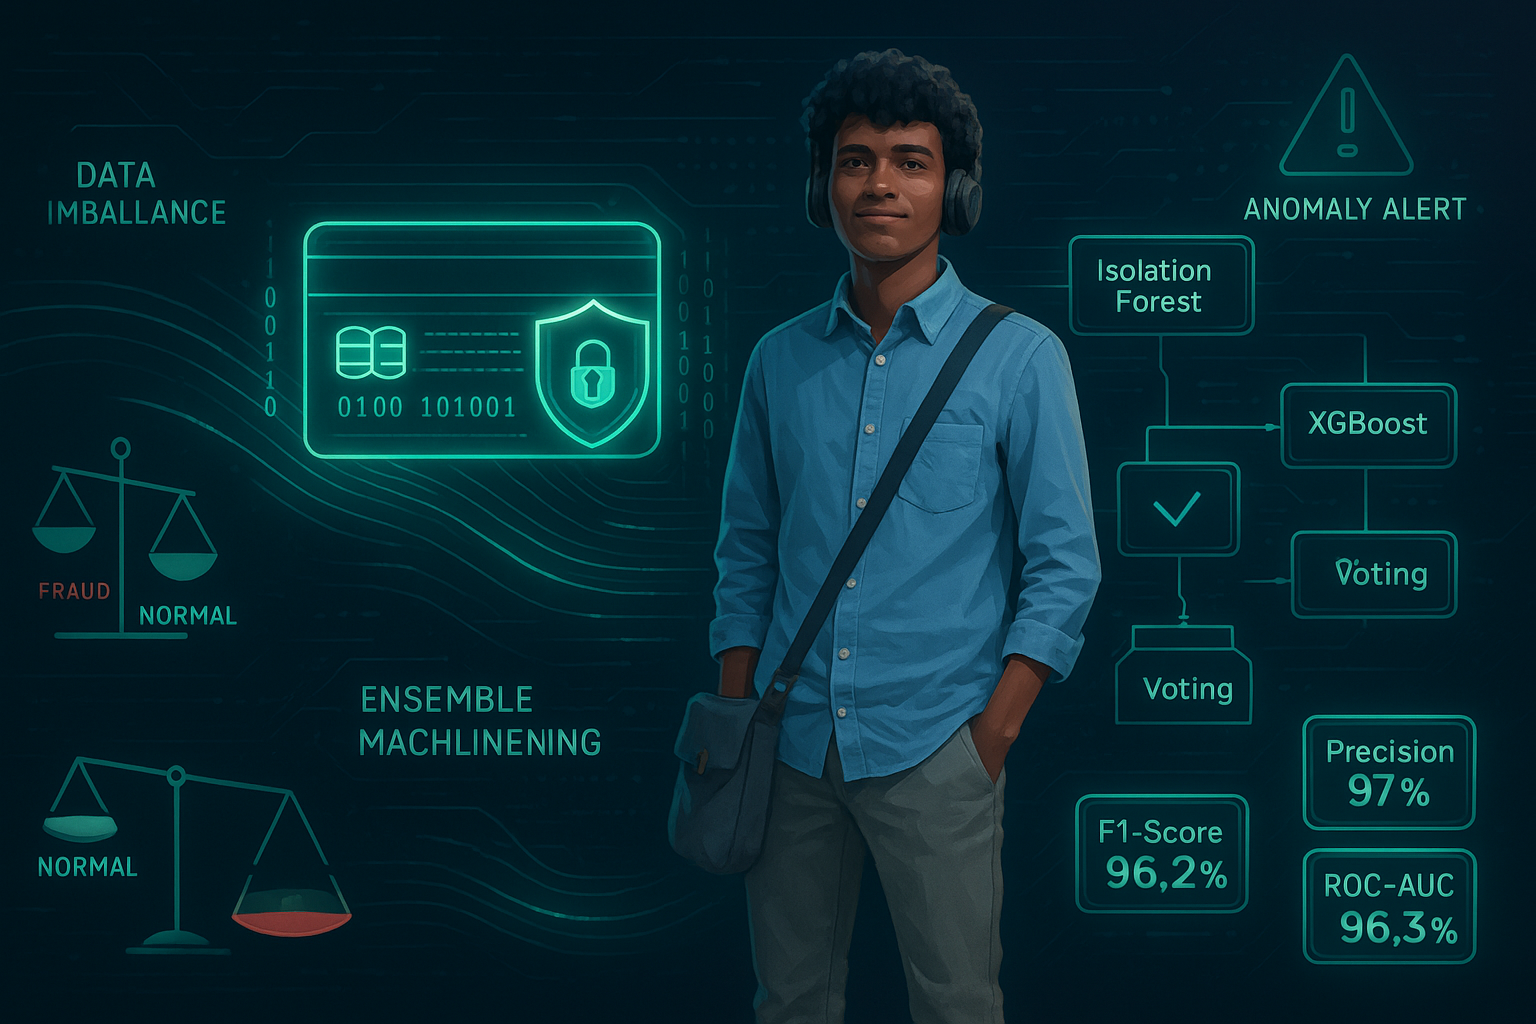 DATA
IMBALLANCE
0100 101001
FRAUD
NORMAL
NORMAL
ENSEMBLE
MACHLINENING
ANOMALY ALERT
Isolation
Forest
XGBoost
Voting
Voting
Precision
97%
F1-Score
96,2%
ROC-AUC
96,3%